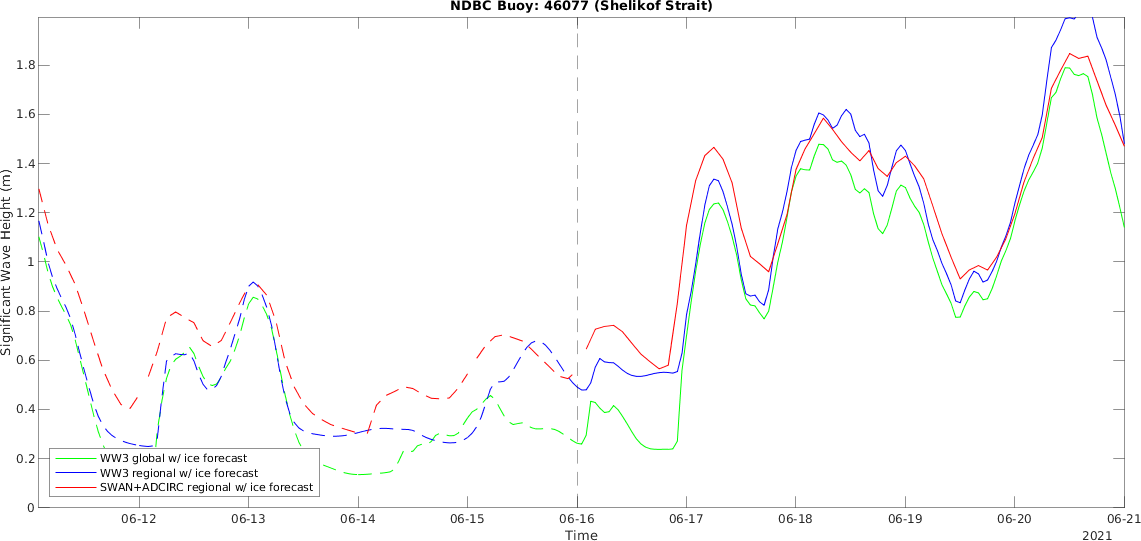 NDBC Buoy: 46077 (Shelikof Strait)
Significant Wave Height (m)
1.8
1.6
1.4
1.2
1
0.8
0.6
0.4
0.2
0
WW3 global w/ ice forecast
WW3 regional w/ ice forecast
SWAN+ADCIRC regional w/ ice forecast
06-12 06-13 06-14 06-15 06-16 06-17 06-18 06-19 06-20 06-21
Time
2021